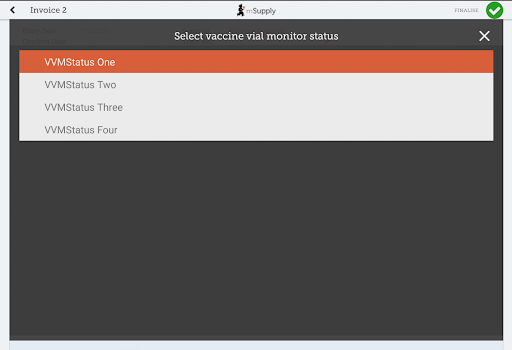 Invoice 2
mSupply
FINALISE
Select vaccine vial monitor status
VVMStatus One
VVMStatus Two
VVMStatus Three
VVMStatus Four